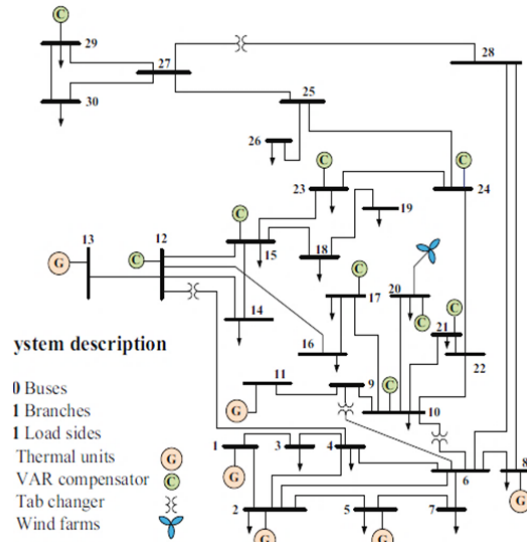 C
29
27
28
30
25
26
C
C
23
24
C
19
13
12
15
18
G
C
C
20
14
17
C
21
C
ystem description
16
22
0 Buses
11
9
C
10
1 Branches
1 Load sides
G
Thermal units G
1
3
4
6
8
VAR compensator C
G
Tab changer
2
5
7
G
Wind farms
G
G